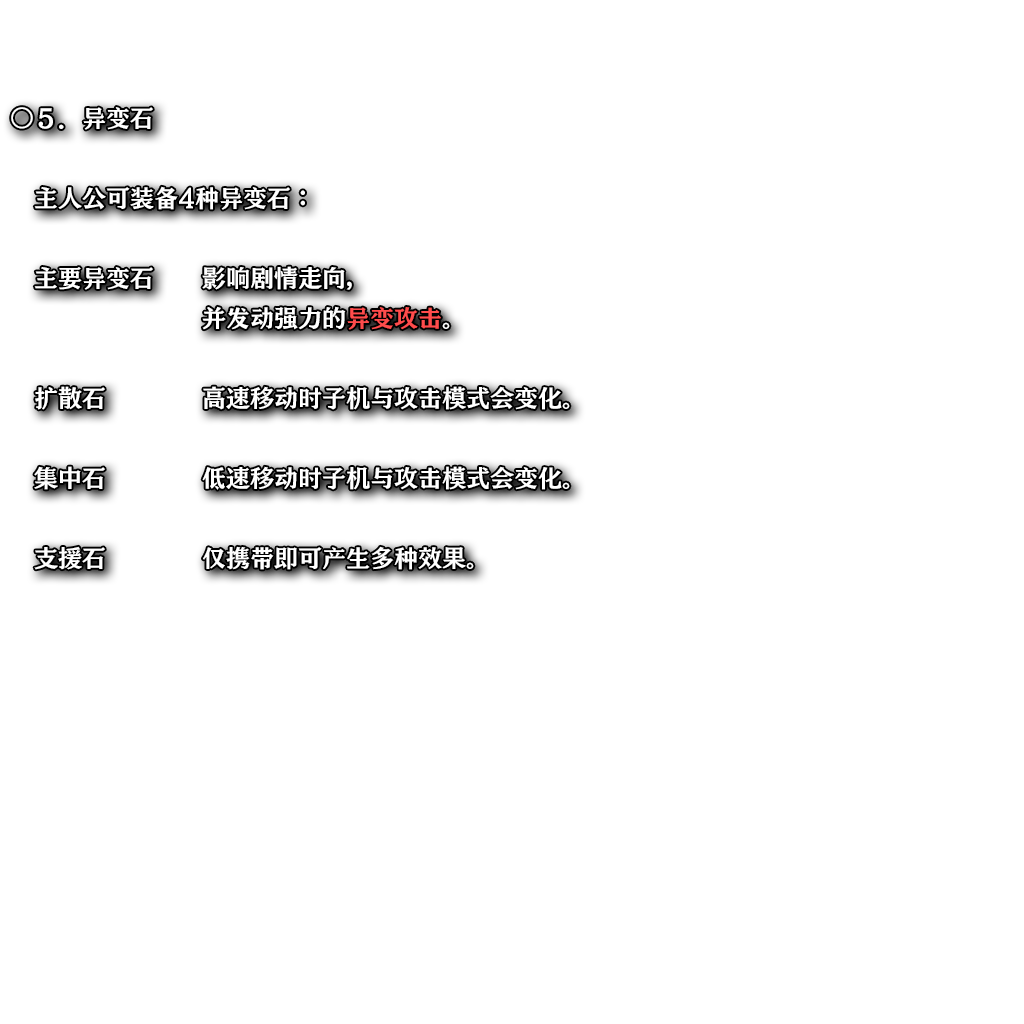 ◎5．异变石
主人公可装备4种异变石：
主要异变石　　影响剧情走向,
并发动强力的异变攻击。
扩散石　　　　高速移动时子机与攻击模式会变化。
集中石　　　　低速移动时子机与攻击模式会变化。
支援石　　　　仅携带即可产生多种效果。